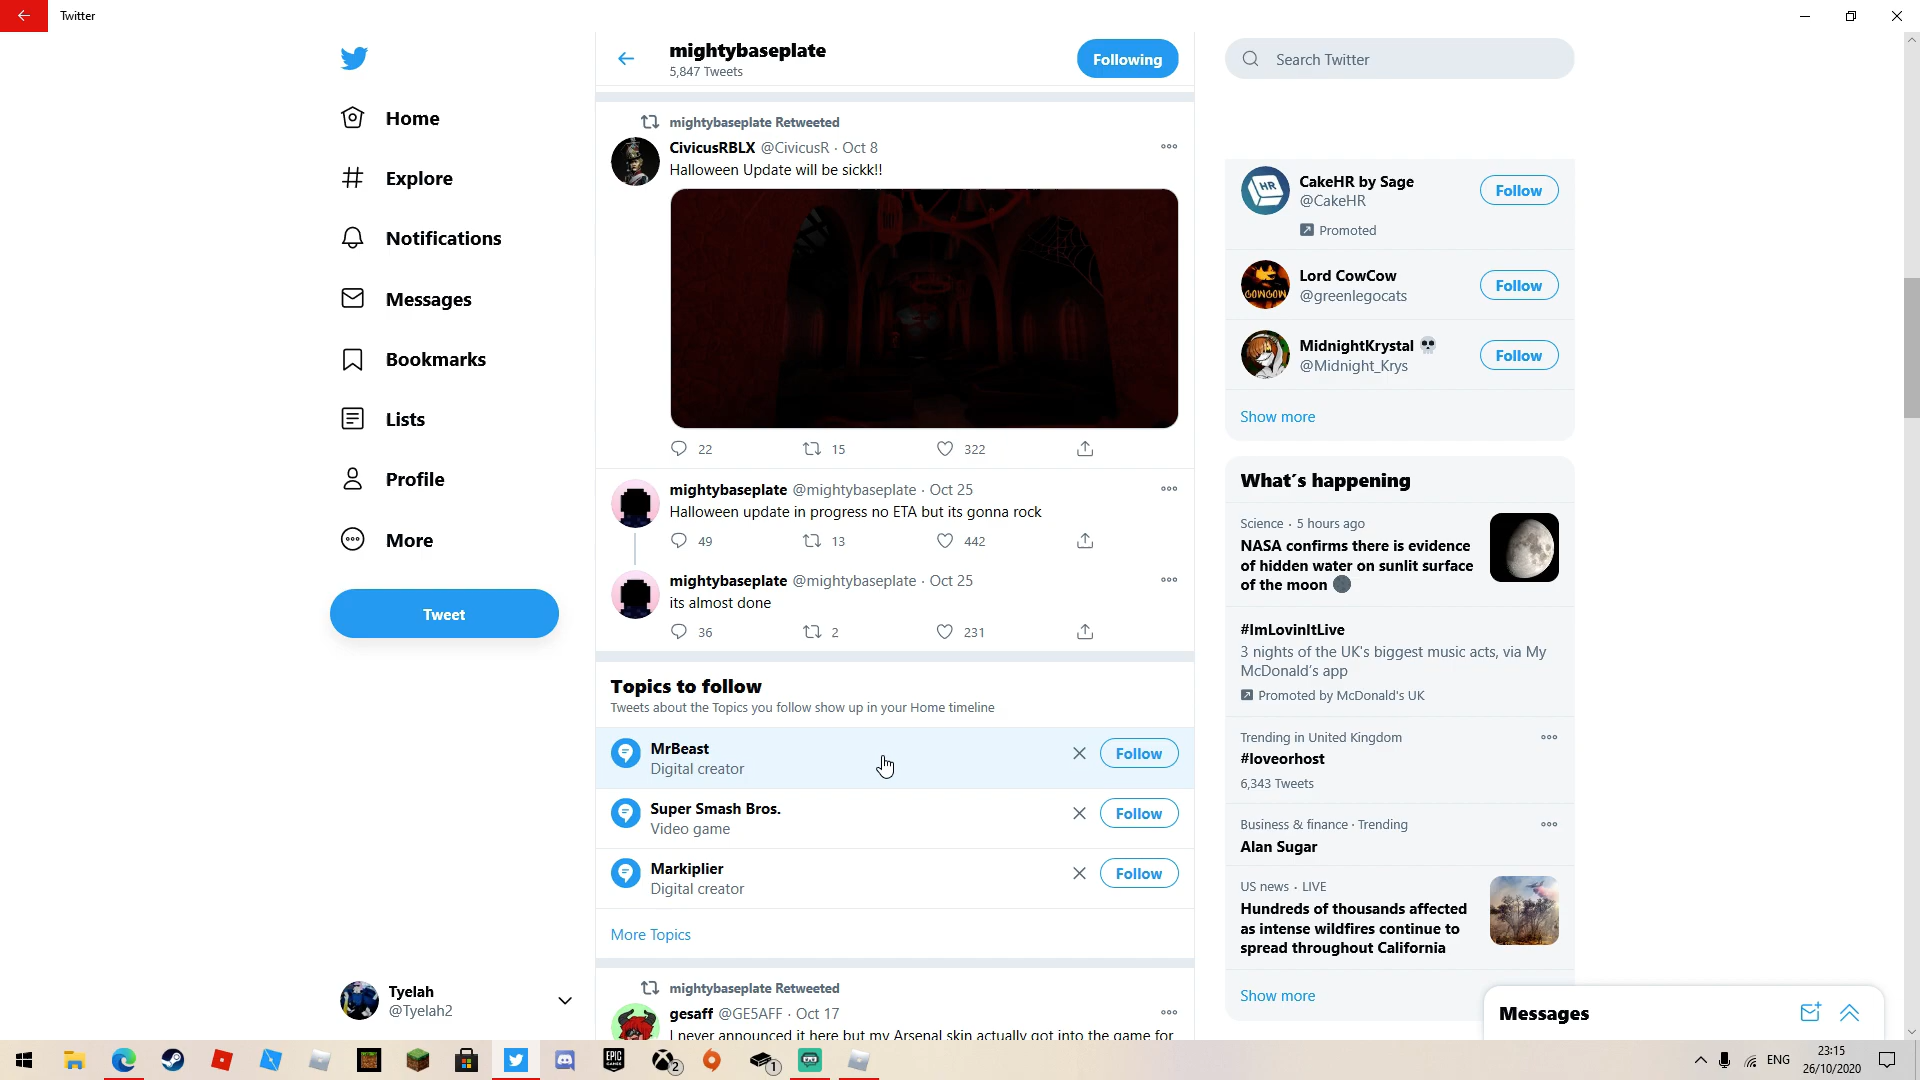 Twitter
mightybaseplate
5,847 Tweets
Following
Search Twitter
Home
Explore
Notifications
Messages
Bookmarks
Lists
Profile
More
Tweet
Tyelah
@Tyelah2
mightybaseplate Retweeted
CivicusRBLX @CivicusR · Oct 8
Halloween Update will be sickk!!
22 15 322
mightybaseplate @mightybaseplate · Oct 25
Halloween update in progress no ETA but its gonna rock
49 13 442
mightybaseplate @mightybaseplate · Oct 25
its almost done
36 2 231
Topics to follow
Tweets about the Topics you follow show up in your Home timeline
MrBeast
Digital creator
Follow
Super Smash Bros.
Video game
Follow
Markiplier
Digital creator
Follow
More Topics
mightybaseplate Retweeted
gesaff @GE5AFF · Oct 17
I never announced it here but my Arsenal skin actually got into the game for
HR
CakeHR by Sage
@CakeHR
Follow
Promoted
COWCOW
Lord CowCow
@greenlegocats
Follow
MidnightKrystal
@Midnight_Krys
Follow
Show more
What's happening
Science · 5 hours ago
NASA confirms there is evidence
of hidden water on sunlit surface
of the moon
#ImLovinItLive
3 nights of the UK's biggest music acts, via My
McDonald's app
Promoted by McDonald's UK
Trending in United Kingdom
#loveorhost
6,343 Tweets
Business & finance · Trending
Alan Sugar
US news · LIVE
Hundreds of thousands affected
as intense wildfires continue to
spread throughout California
Show more
Messages
EPIC
GAMES
2
1
ENG
23:15
26/10/2020